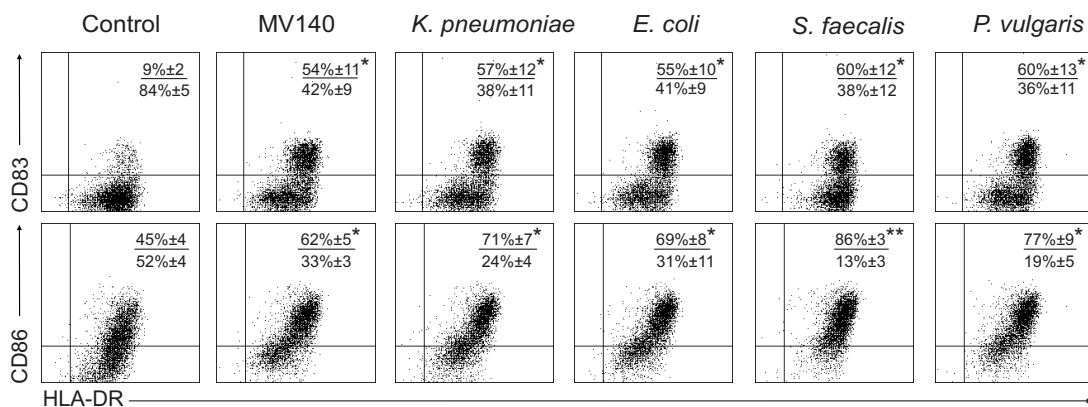 Control MV140 K. pneumoniae E. coli S. faecalis P. vulgaris
CD83
9%±2 54%±11* 57%±12* 55%±10* 60%±12* 60%±13*
84%±5 42%±9 38%±11 41%±9 38%±12 36%±11
CD86
45%±4 62%±5* 71%±7* 69%±8* 86%±3** 77%±9*
52%±4 33%±3 24%±4 31%±11 13%±3 19%±5
HLA-DR